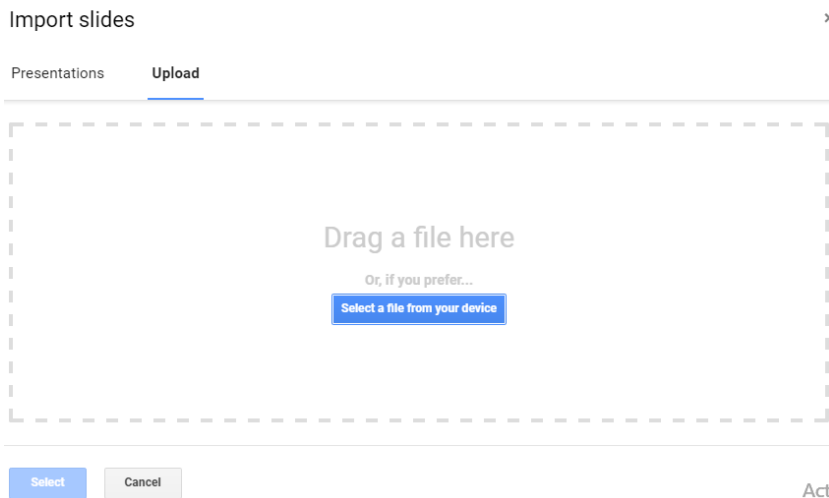 Import slides
Presentations Upload
Drag a file here
Or, if you prefer...
Select a file from your device
Select Cancel